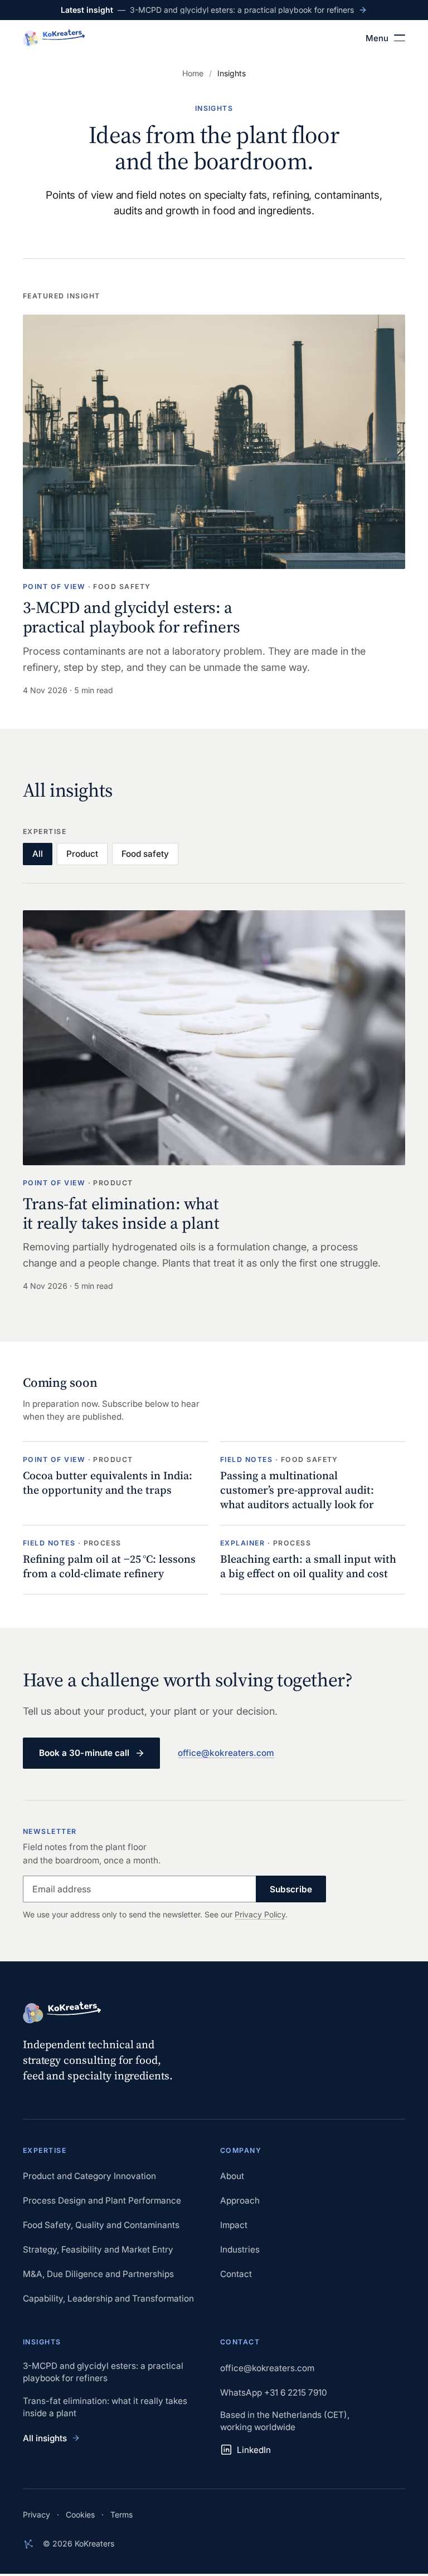 Latest insight — 3-MCPD and glycidyl esters: a practical playbook for refiners →
KoKreaters
Menu
Home / Insights
INSIGHTS
Ideas from the plant floor
and the boardroom.
Points of view and field notes on specialty fats, refining, contaminants,
audits and growth in food and ingredients.
FEATURED INSIGHT
POINT OF VIEW · FOOD SAFETY
3-MCPD and glycidyl esters: a
practical playbook for refiners
Process contaminants are not a laboratory problem. They are made in the
refinery, step by step, and they can be unmade the same way.
4 Nov 2026 · 5 min read
All insights
EXPERTISE
All
Product
Food safety
POINT OF VIEW · PRODUCT
Trans-fat elimination: what
it really takes inside a plant
Removing partially hydrogenated oils is a formulation change, a process
change and a people change. Plants that treat it as only the first one struggle.
4 Nov 2026 · 5 min read
Coming soon
In preparation now. Subscribe below to hear
when they are published.
POINT OF VIEW · PRODUCT
Cocoa butter equivalents in India:
the opportunity and the traps
FIELD NOTES · FOOD SAFETY
Passing a multinational
customer’s pre-approval audit:
what auditors actually look for
FIELD NOTES · PROCESS
Refining palm oil at −25 °C: lessons
from a cold-climate refinery
EXPLAINER · PROCESS
Bleaching earth: a small input with
a big effect on oil quality and cost
Have a challenge worth solving together?
Tell us about your product, your plant or your decision.
Book a 30-minute call →
office@kokreaters.com
NEWSLETTER
Field notes from the plant floor
and the boardroom, once a month.
Email address
Subscribe
We use your address only to send the newsletter. See our Privacy Policy.
KoKreaters
Independent technical and
strategy consulting for food,
feed and specialty ingredients.
EXPERTISE
Product and Category Innovation
Process Design and Plant Performance
Food Safety, Quality and Contaminants
Strategy, Feasibility and Market Entry
M&A, Due Diligence and Partnerships
Capability, Leadership and Transformation
COMPANY
About
Approach
Impact
Industries
Contact
INSIGHTS
3-MCPD and glycidyl esters: a practical
playbook for refiners
Trans-fat elimination: what it really takes
inside a plant
All insights →
CONTACT
office@kokreaters.com
WhatsApp +31 6 2215 7910
Based in the Netherlands (CET),
working worldwide
LinkedIn
Privacy · Cookies · Terms
© 2026 KoKreaters